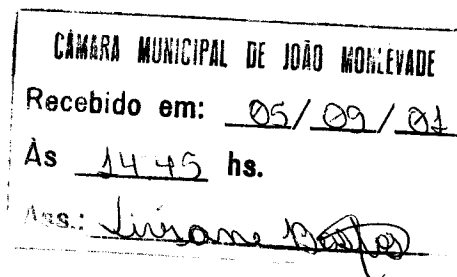 CÂMARA MUNICIPAL DE JOÃO MONLEVADE
Recebido em: 05/09/01
Às 14 45 hs.
Ass.: